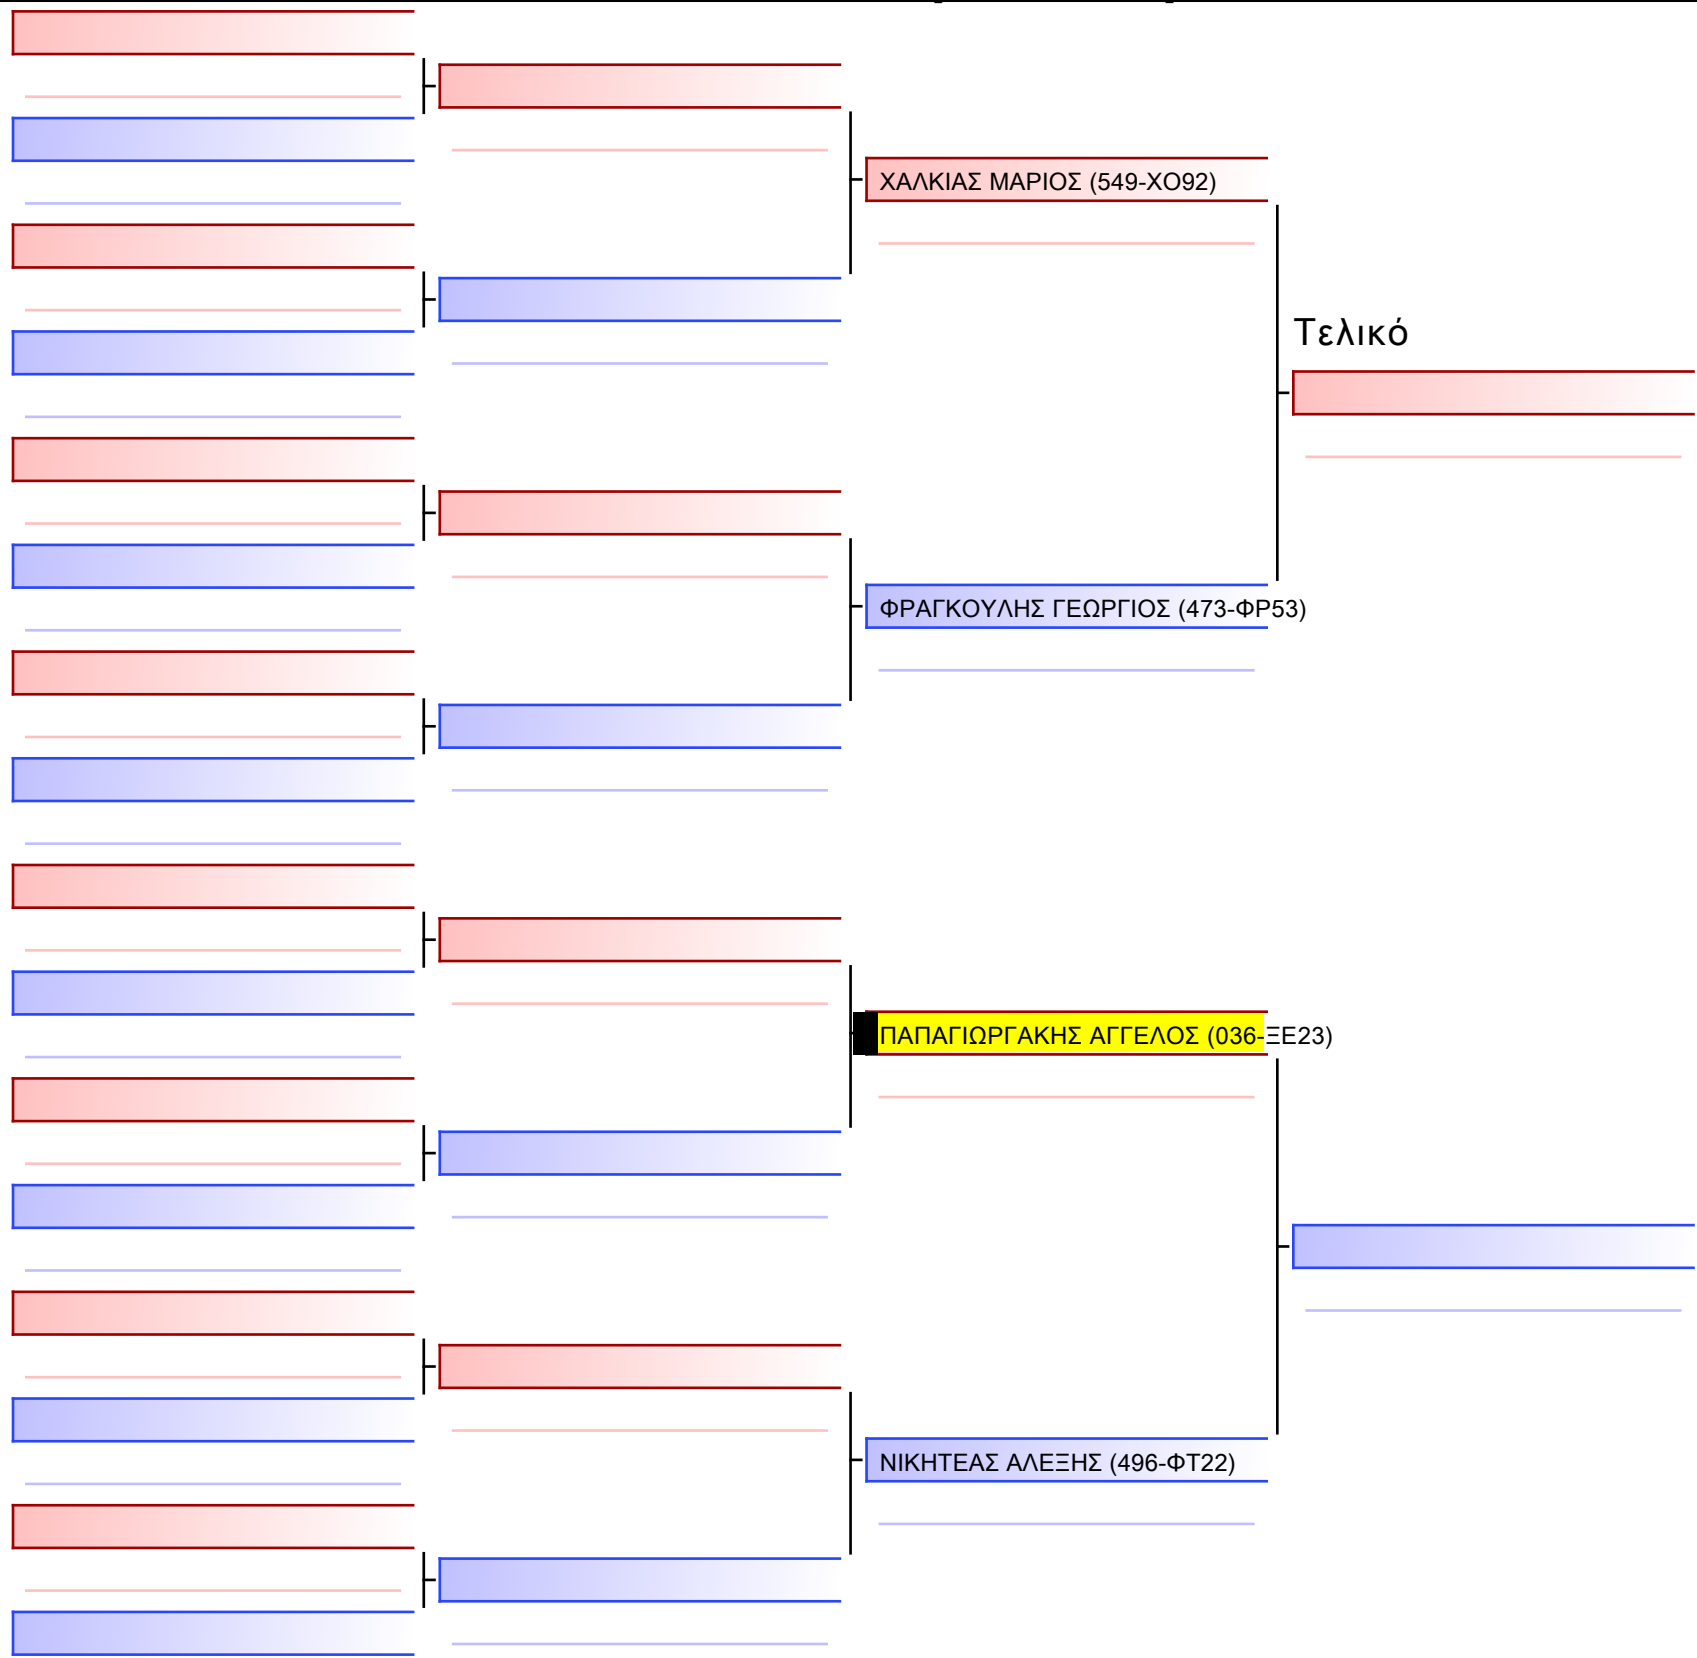 ΧΑΛΚΙΑΣ ΜΑΡΙΟΣ (549-ΧΟ92)
Τελικό
ΦΡΑΓΚΟΥΛΗΣ ΓΕΩΡΓΙΟΣ (473-ΦΡ53)
ΠΑΠΑΓΙΩΡΓΑΚΗΣ ΑΓΓΕΛΟΣ (036-ΞΕ23)
ΝΙΚΗΤΕΑΣ ΑΛΕΞΗΣ (496-ΦΤ22)